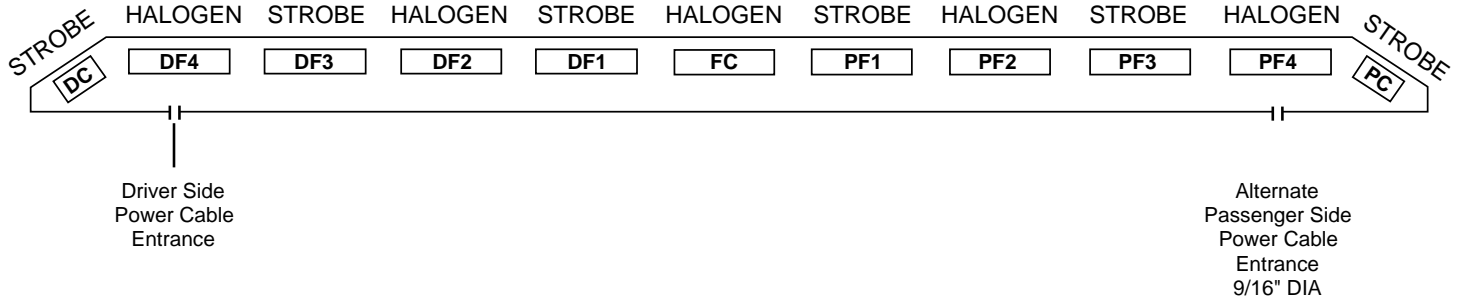 STROBE HALOGEN STROBE HALOGEN STROBE HALOGEN STROBE HALOGEN STROBE HALOGEN STROBE
DC DF4 DF3 DF2 DF1 FC PF1 PF2 PF3 PF4 PC
Driver Side
Power Cable
Entrance
Alternate
Passenger Side
Power Cable
Entrance
9/16" DIA